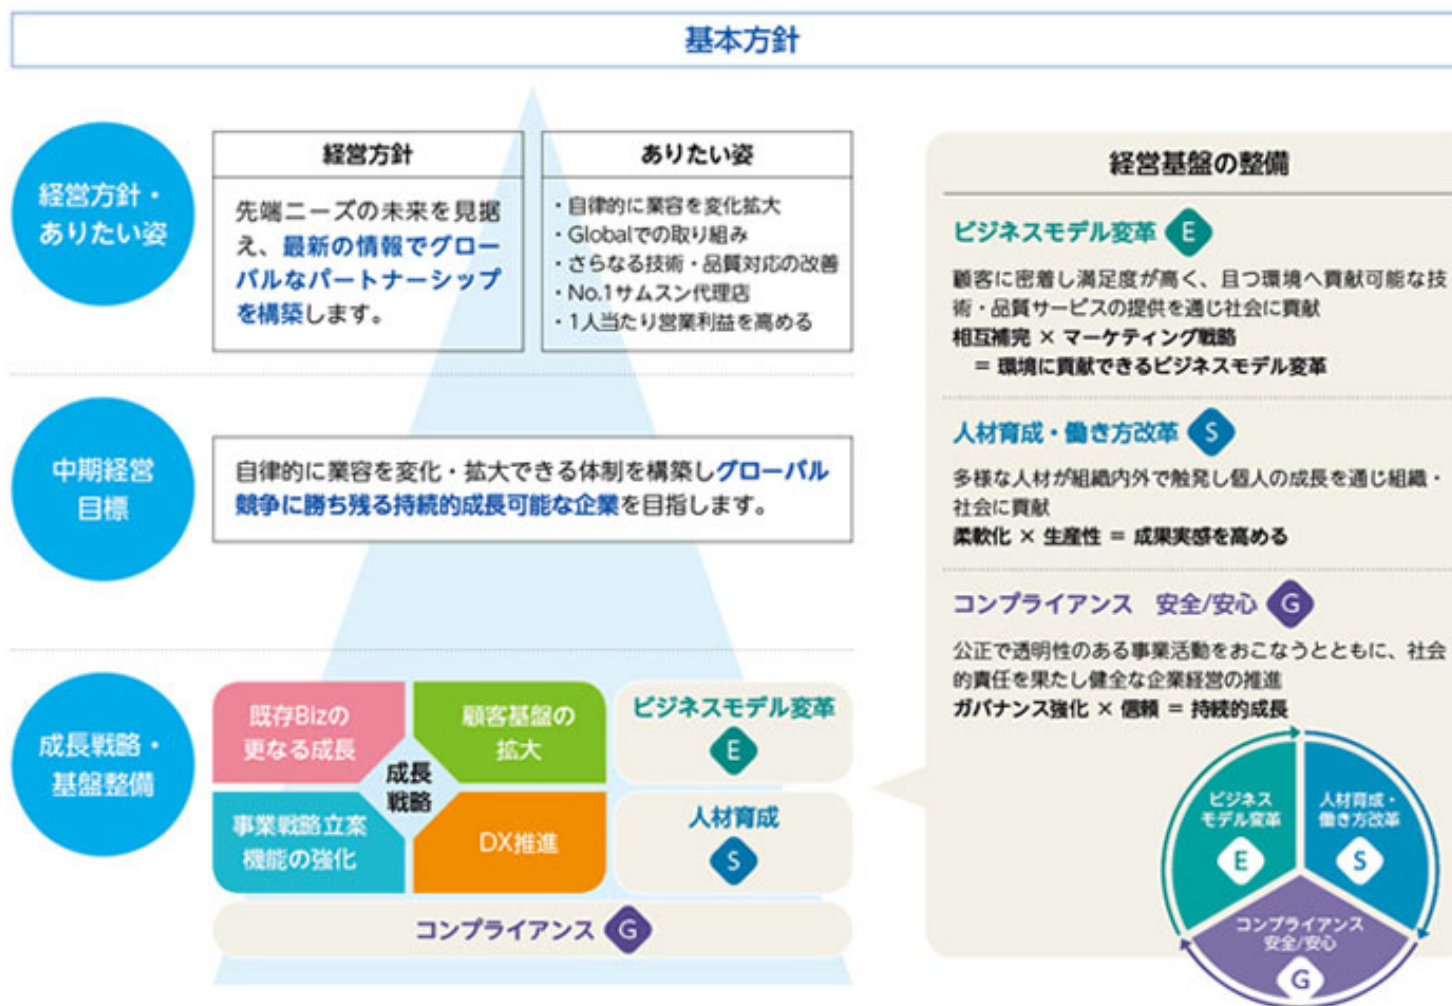 基本方針
経営方針・
ありたい姿
経営方針
先端ニーズの未来を見据
え、最新の情報でグロー
バルなパートナーシップ
を構築します。
ありたい姿
・自律的に業容を変化拡大
・Globalでの取り組み
・さらなる技術・品質対応の改善
・No.1サムスン代理店
・1人当たり営業利益を高める
中期経営
目標
自律的に業容を変化・拡大できる体制を構築しグローバル
競争に勝ち残る持続的成長可能な企業を目指します。
成長戦略・
基盤整備
既存Bizの
更なる成長
顧客基盤の
拡大
成長
戦略
事業戦略立案
機能の強化
DX推進
ビジネスモデル変革
E
人材育成
S
コンプライアンス G
経営基盤の整備
ビジネスモデル変革 E
顧客に密着し満足度が高く、且つ環境へ貢献可能な技
術・品質サービスの提供を通じ社会に貢献
相互補完 × マーケティング戦略
＝ 環境に貢献できるビジネスモデル変革
人材育成・働き方改革 S
多様な人材が組織内外で触発し個人の成長を通じ組織・
社会に貢献
柔軟化 × 生産性 ＝ 成果実感を高める
コンプライアンス 安全/安心 G
公正で透明性のある事業活動をおこなうとともに、社会
的責任を果たし健全な企業経営の推進
ガバナンス強化 × 信頼 ＝ 持続的成長
ビジネス
モデル変革
E
人材育成・
働き方改革
S
コンプライアンス
安全/安心
G